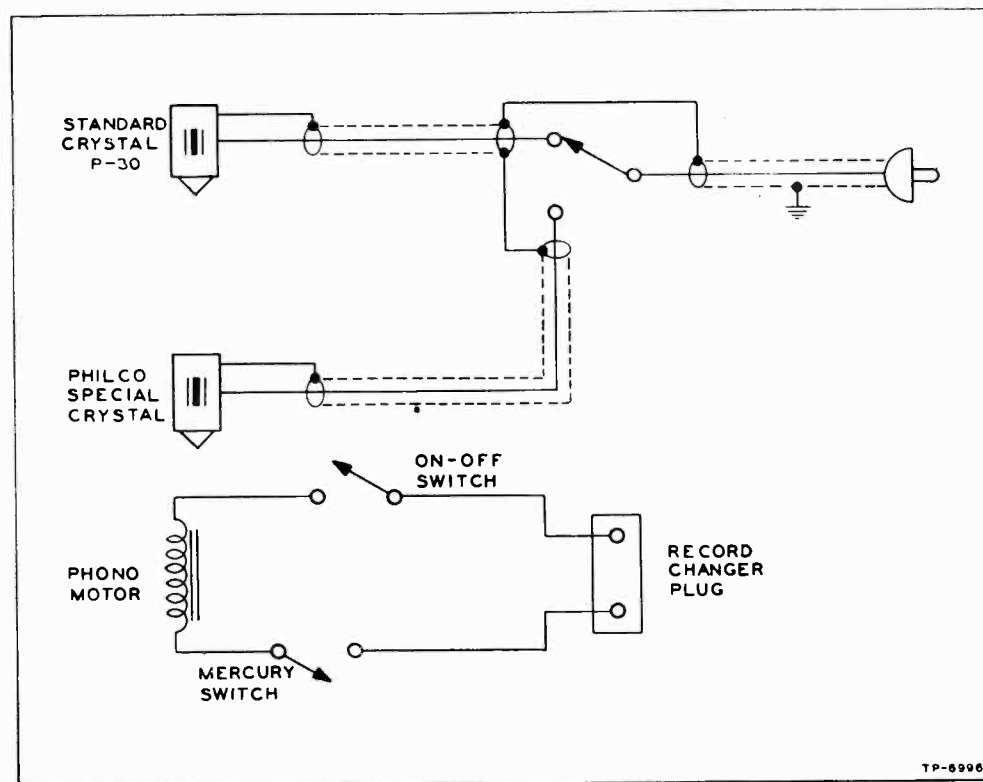 STANDARD
CRYSTAL
P-30
PHILCO
SPECIAL
CRYSTAL
ON-OFF
SWITCH
PHONO
MOTOR
RECORD
CHANGER
PLUG
MERCURY
SWITCH
TP-6996